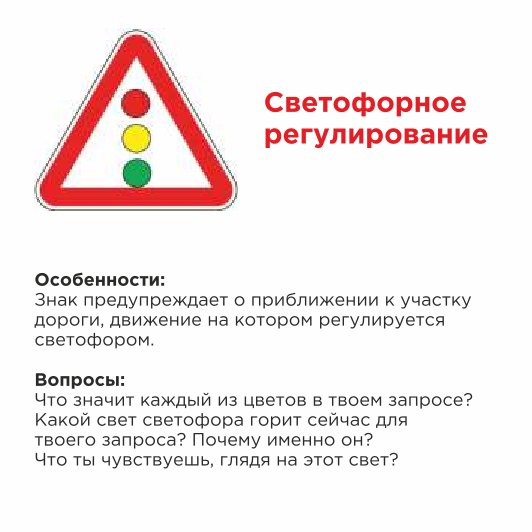 Светофорное
регулирование
Особенности:
Знак предупреждает о приближении к участку
дороги, движение на котором регулируется
светофором.
Вопросы:
Что значит каждый из цветов в твоем запросе?
Какой свет светофора горит сейчас для
твоего запроса? Почему именно он?
Что ты чувствуешь, глядя на этот свет?